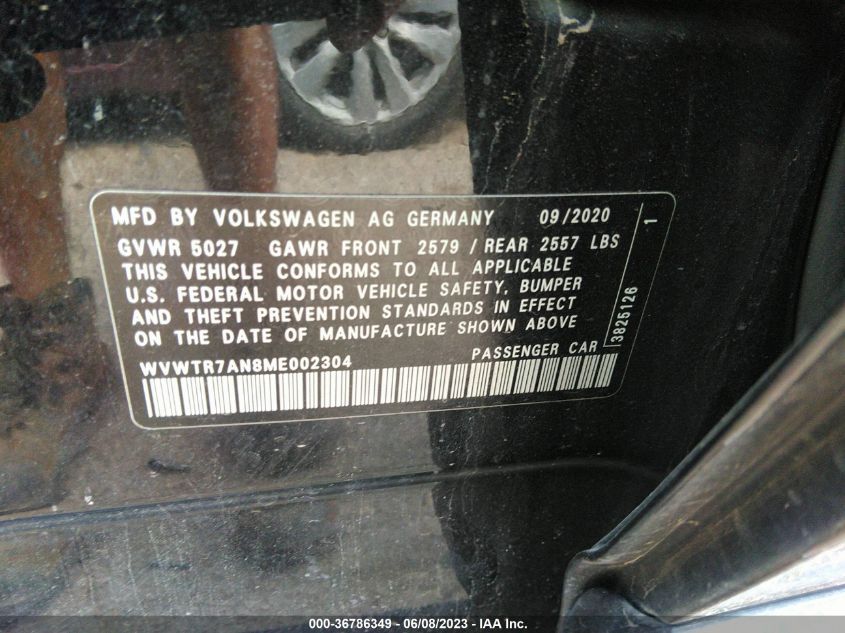 MFD BY VOLKSWAGEN AG GERMANY 09/2020
GVWR 5027 GAWR FRONT 2579 / REAR 2557 LBS
THIS VEHICLE CONFORMS TO ALL APPLICABLE
U.S. FEDERAL MOTOR VEHICLE SAFETY, BUMPER
AND THEFT PREVENTION STANDARDS IN EFFECT
ON THE DATE OF MANUFACTURE SHOWN ABOVE
WVWTR7AN8ME002304 PASSENGER CAR
3825126
1
000-36786349 - 06/08/2023 - IAA Inc.